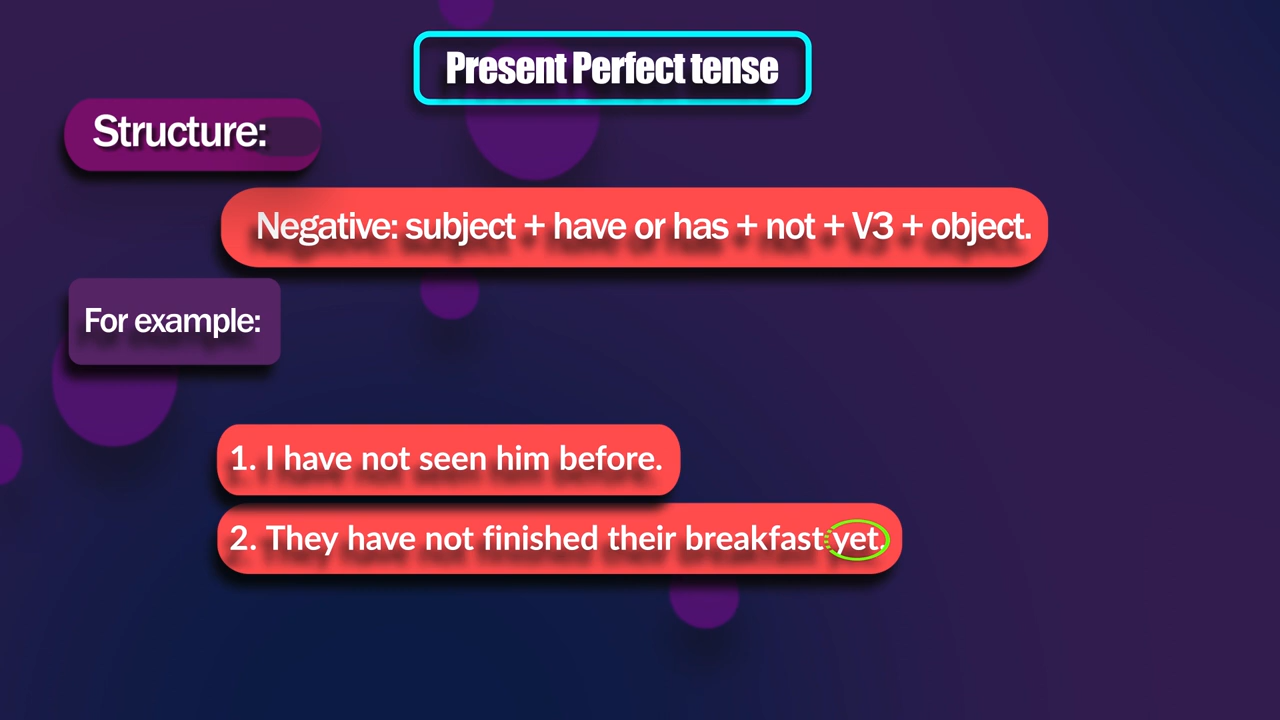 Present Perfect tense
Structure:
Negative: subject + have or has + not + V3 + object.
For example:
1. I have not seen him before.
2. They have not finished their breakfast yet.